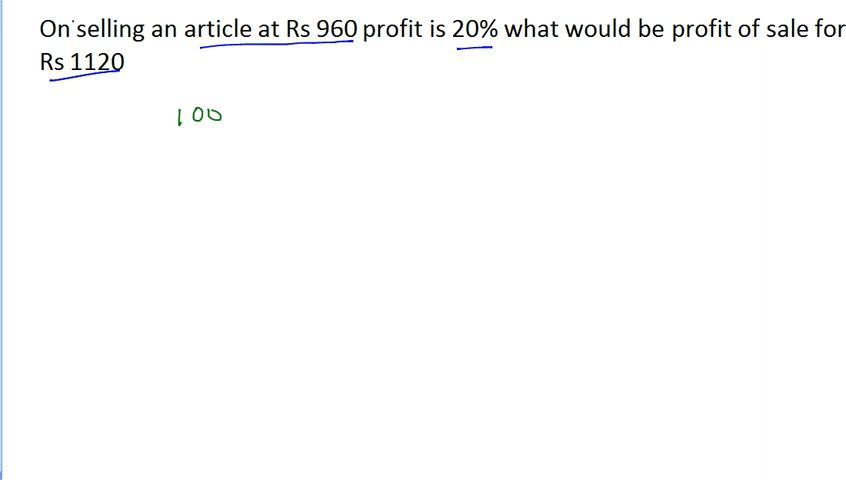 On selling an article at Rs 960 profit is 20% what would be profit of sale for
Rs 1120
100